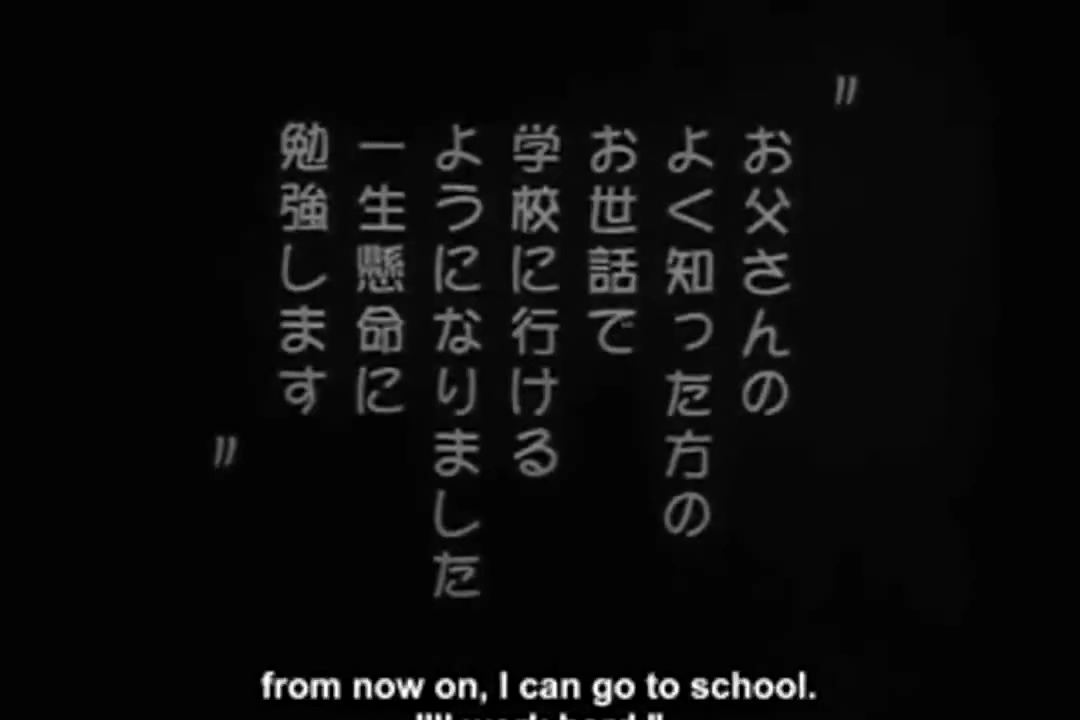 〃
お父さんの
よく知った方の
お世話で
学校に行ける
ようになりました
一生懸命に
勉強します
〃
from now on, I can go to school.